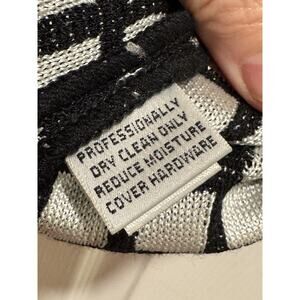 PROFESSIONALLY
DRY CLEAN ONLY
REDUCE MOISTURE
COVER HARDWARE